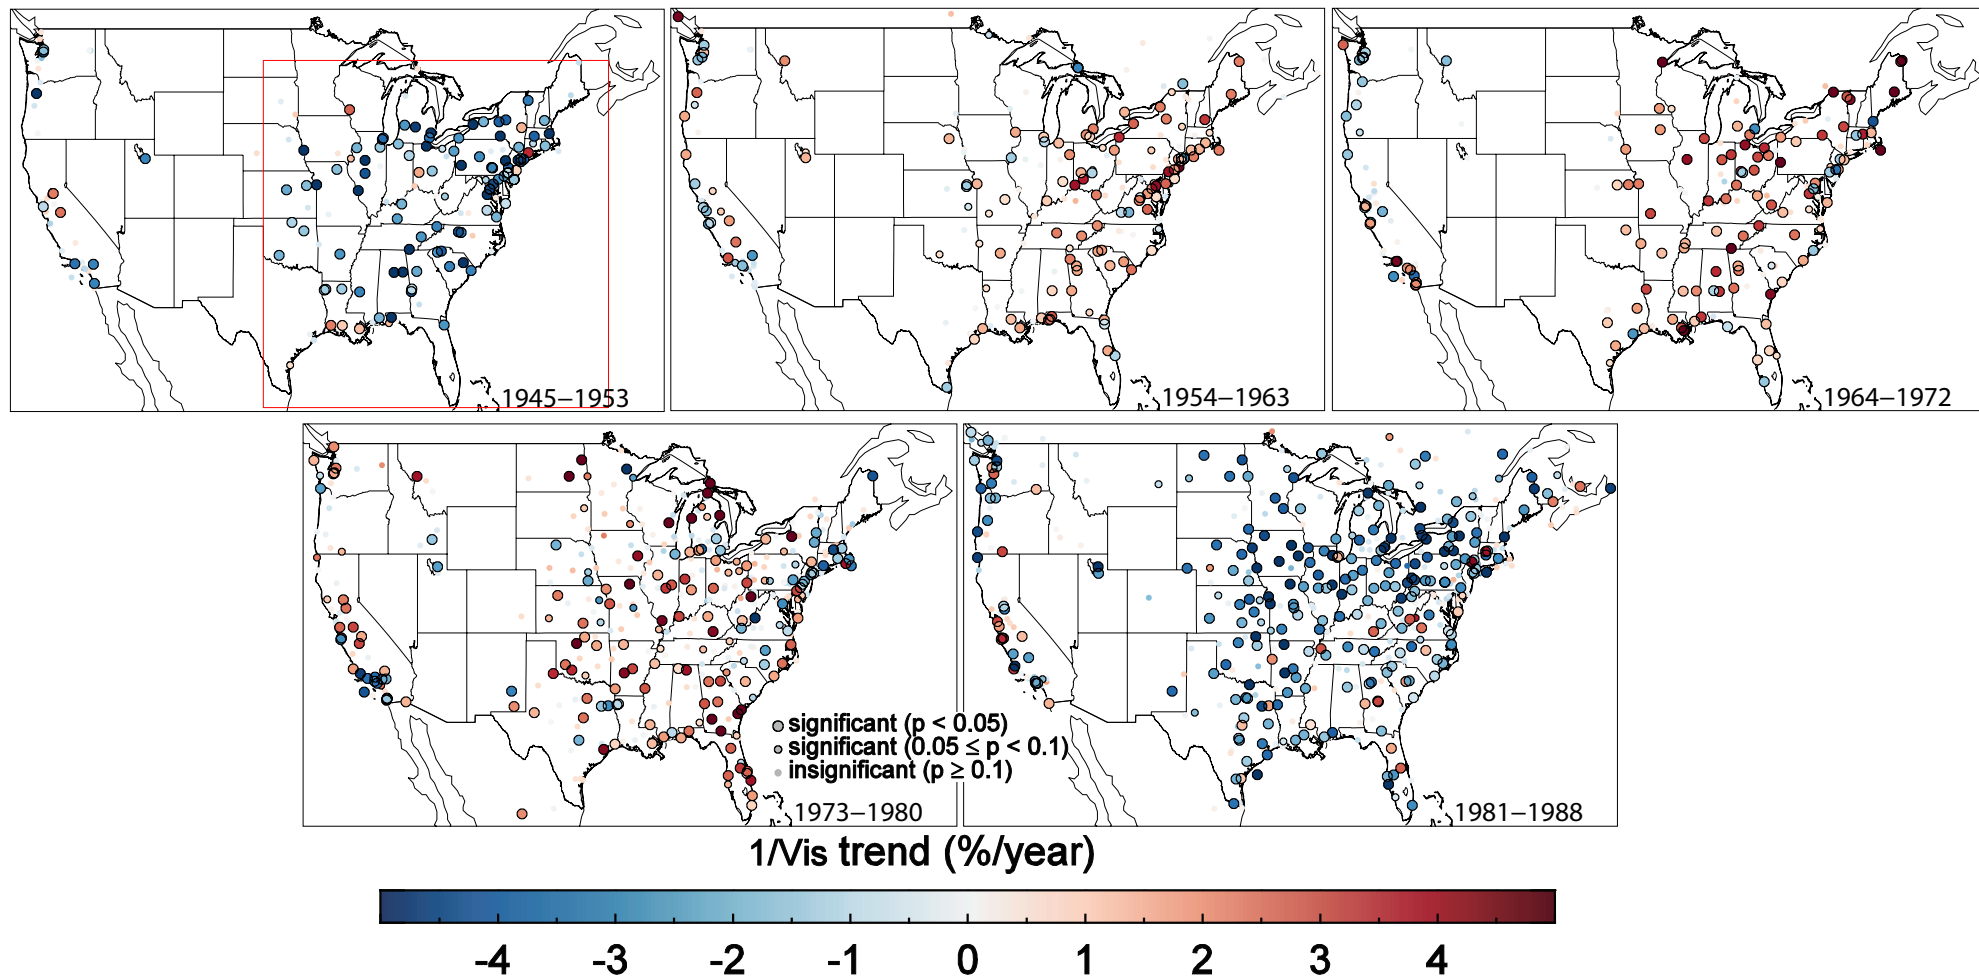 1945−1953
1954−1963
1964−1972
significant (p < 0.05)
significant (0.05 ≤ p < 0.1)
insignificant (p ≥ 0.1)
1973−1980
1981−1988
1/Vis trend (%/year)
-4 -3 -2 -1 0 1 2 3 4